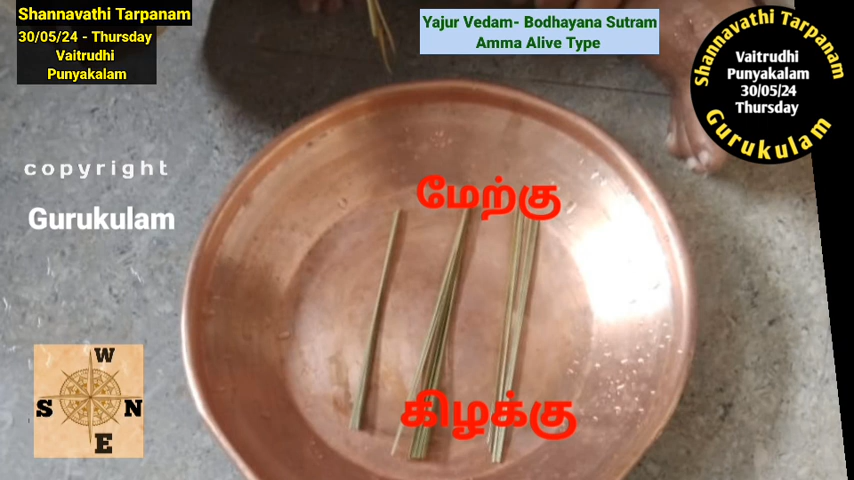 Shannavathi Tarpanam
30/05/24 - Thursday
Vaitrudhi
Punyakalam
Yajur Vedam- Bodhayana Sutram
Amma Alive Type
Shannavathi Tarpanam
Vaitrudhi
Punyakalam
30/05/24
Thursday
Gurukulam
copyright
Gurukulam
மேற்கு
கிழக்கு
W
S N
E